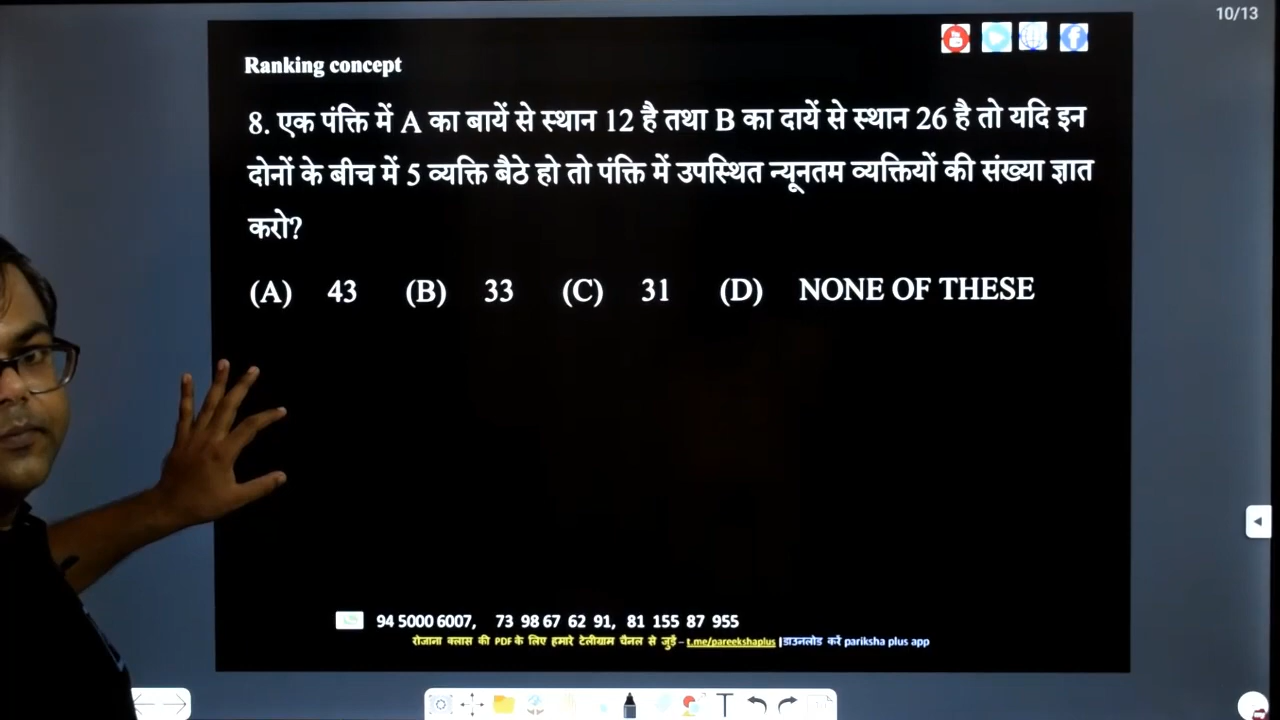 10/13
Ranking concept
8. एक पंक्ति में A का बायें से स्थान 12 है तथा B का दायें से स्थान 26 है तो यदि इन
दोनों के बीच में 5 व्यक्ति बैठे हो तो पंक्ति में उपस्थित न्यूनतम व्यक्तियों की संख्या ज्ञात
करो?
(A) 43 (B) 33 (C) 31 (D) NONE OF THESE
94 5000 6007, 73 98 67 62 91, 81 155 87 955
रोजाना क्लास की PDF के लिए हमारे टेलीग्राम चैनल से जुड़ें – t.me/pareekshaplus | डाउनलोड करें pariksha plus app